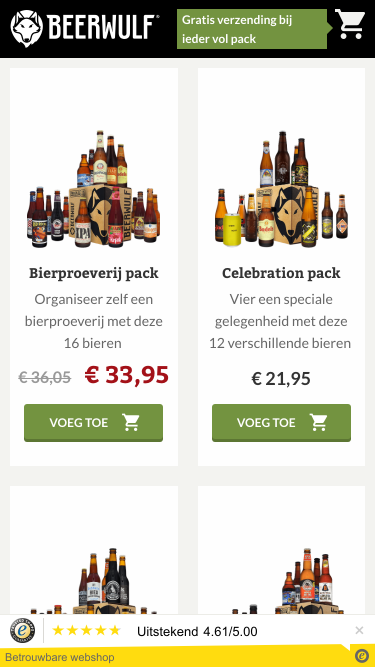 BEERWULF
Gratis verzending bij
ieder vol pack
Bierproeverij pack
Organiseer zelf een
bierproeverij met deze
16 bieren
€ 36,05 € 33,95
VOEG TOE
Celebration pack
Vier een speciale
gelegenheid met deze
12 verschillende bieren
€ 21,95
VOEG TOE
Uitstekend 4.61/5.00
Betrouwbare webshop